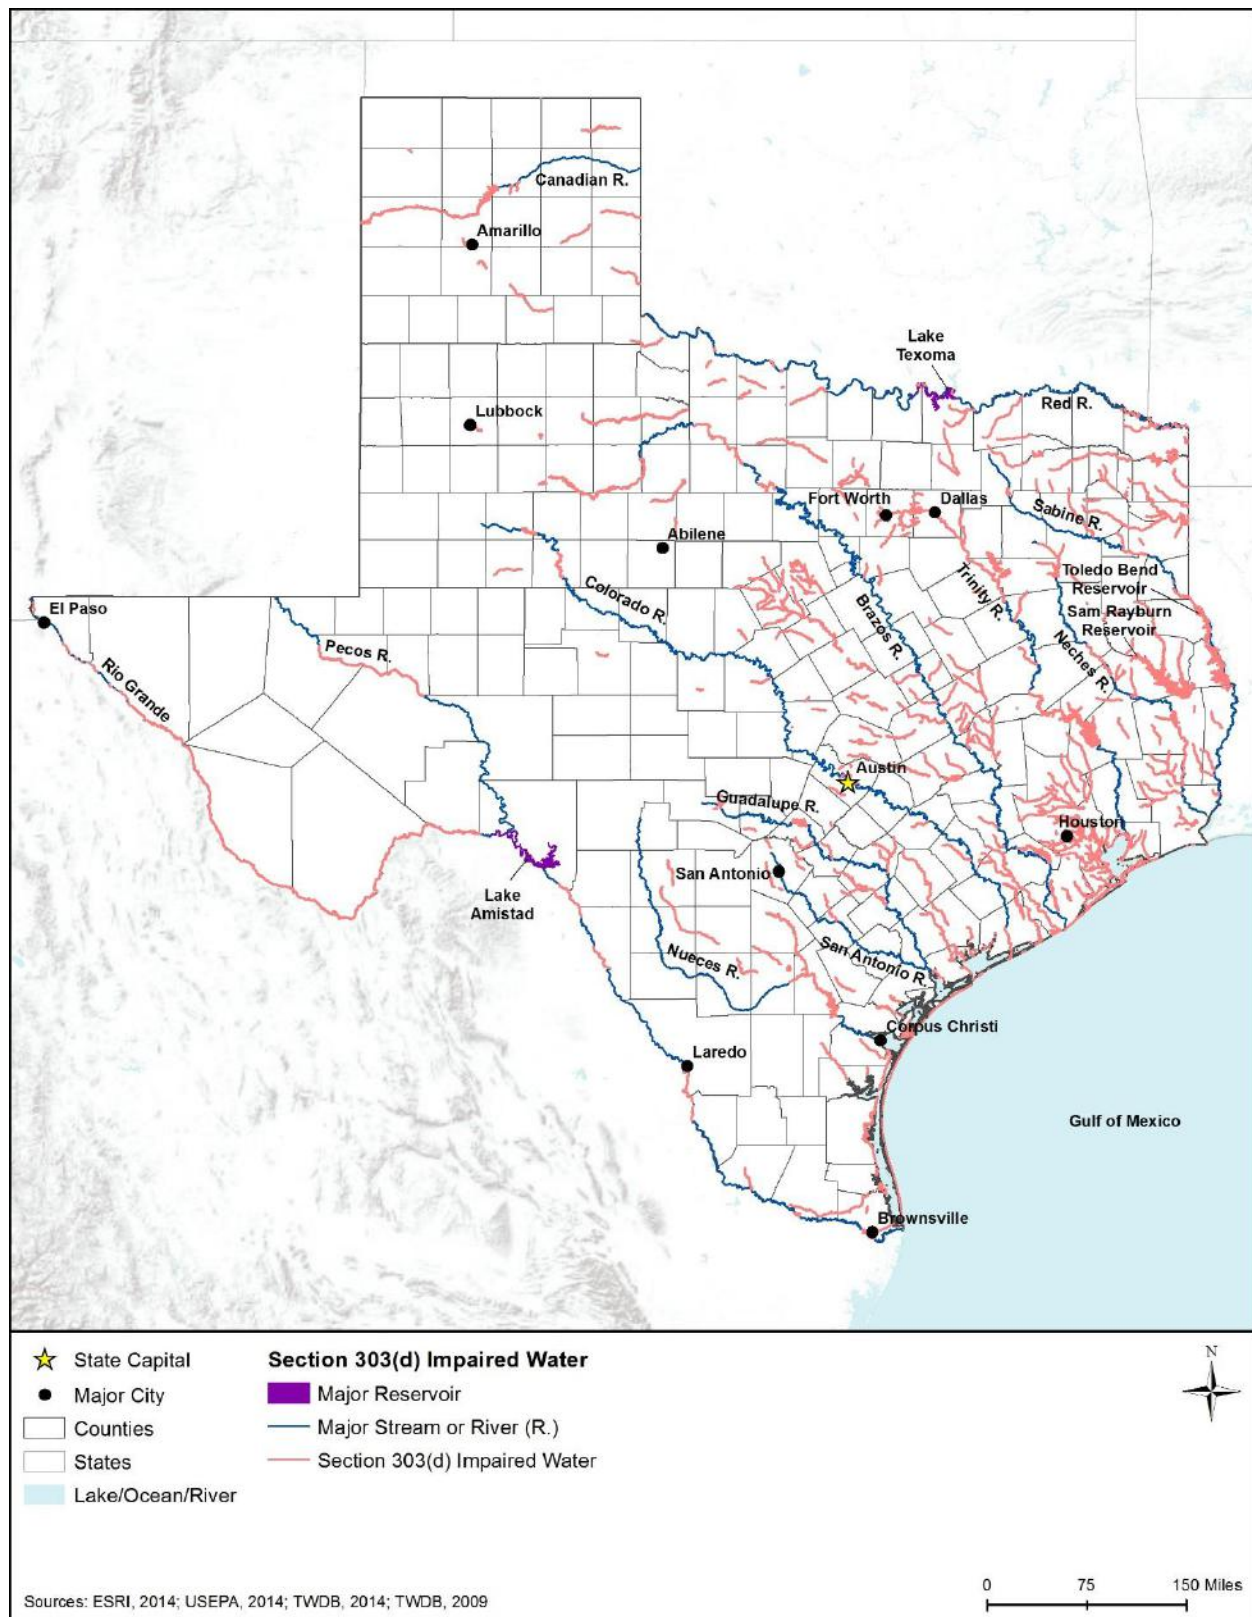 Canadian R.
Amarillo
Lake
Texoma
Red R.
Lubbock
Fort Worth
Dallas
Sabine R.
Abilene
Toledo Bend
Reservoir
Colorado R.
Trinity R.
Brazos R.
Sam Rayburn
Reservoir
El Paso
Pecos R.
Neches R.
Rio Grande
Austin
Guadalupe R.
Houston
San Antonio
Lake
Amistad
Nueces R.
San Antonio R.
Corpus Christi
Laredo
Gulf of Mexico
Brownsville
State Capital
Major City
Counties
States
Lake/Ocean/River
Section 303(d) Impaired Water
Major Reservoir
Major Stream or River (R.)
Section 303(d) Impaired Water
N
0 75 150 Miles
Sources: ESRI, 2014; USEPA, 2014; TWDB, 2014; TWDB, 2009